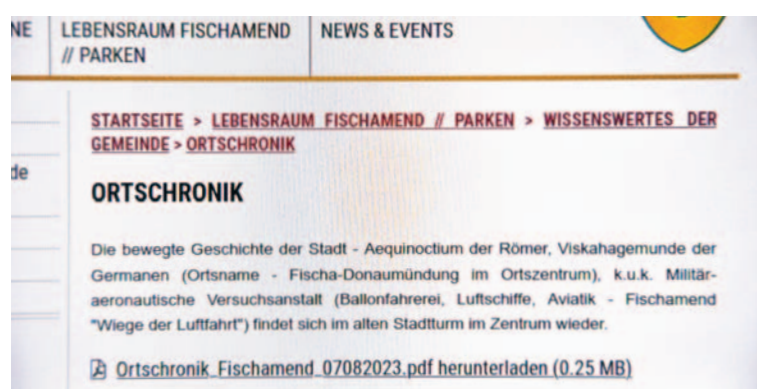 NE
LEBENSRAUM FISCHAMEND
// PARKEN
NEWS & EVENTS
STARTSEITE > LEBENSRAUM FISCHAMEND // PARKEN > WISSENSWERTES DER
GEMEINDE > ORTSCHRONIK
de
ORTSCHRONIK
Die bewegte Geschichte der Stadt - Aequinoctium der Römer, Viskahagemunde der
Germanen (Ortsname - Fischa-Donaumündung im Ortszentrum), k.u.k. Militär-
aeronautische Versuchsanstalt (Ballonfahrerei, Luftschiffe, Aviatik - Fischamend
"Wiege der Luftfahrt") findet sich im alten Stadtturm im Zentrum wieder.
Ortschronik_Fischamend_07082023.pdf herunterladen (0.25 MB)